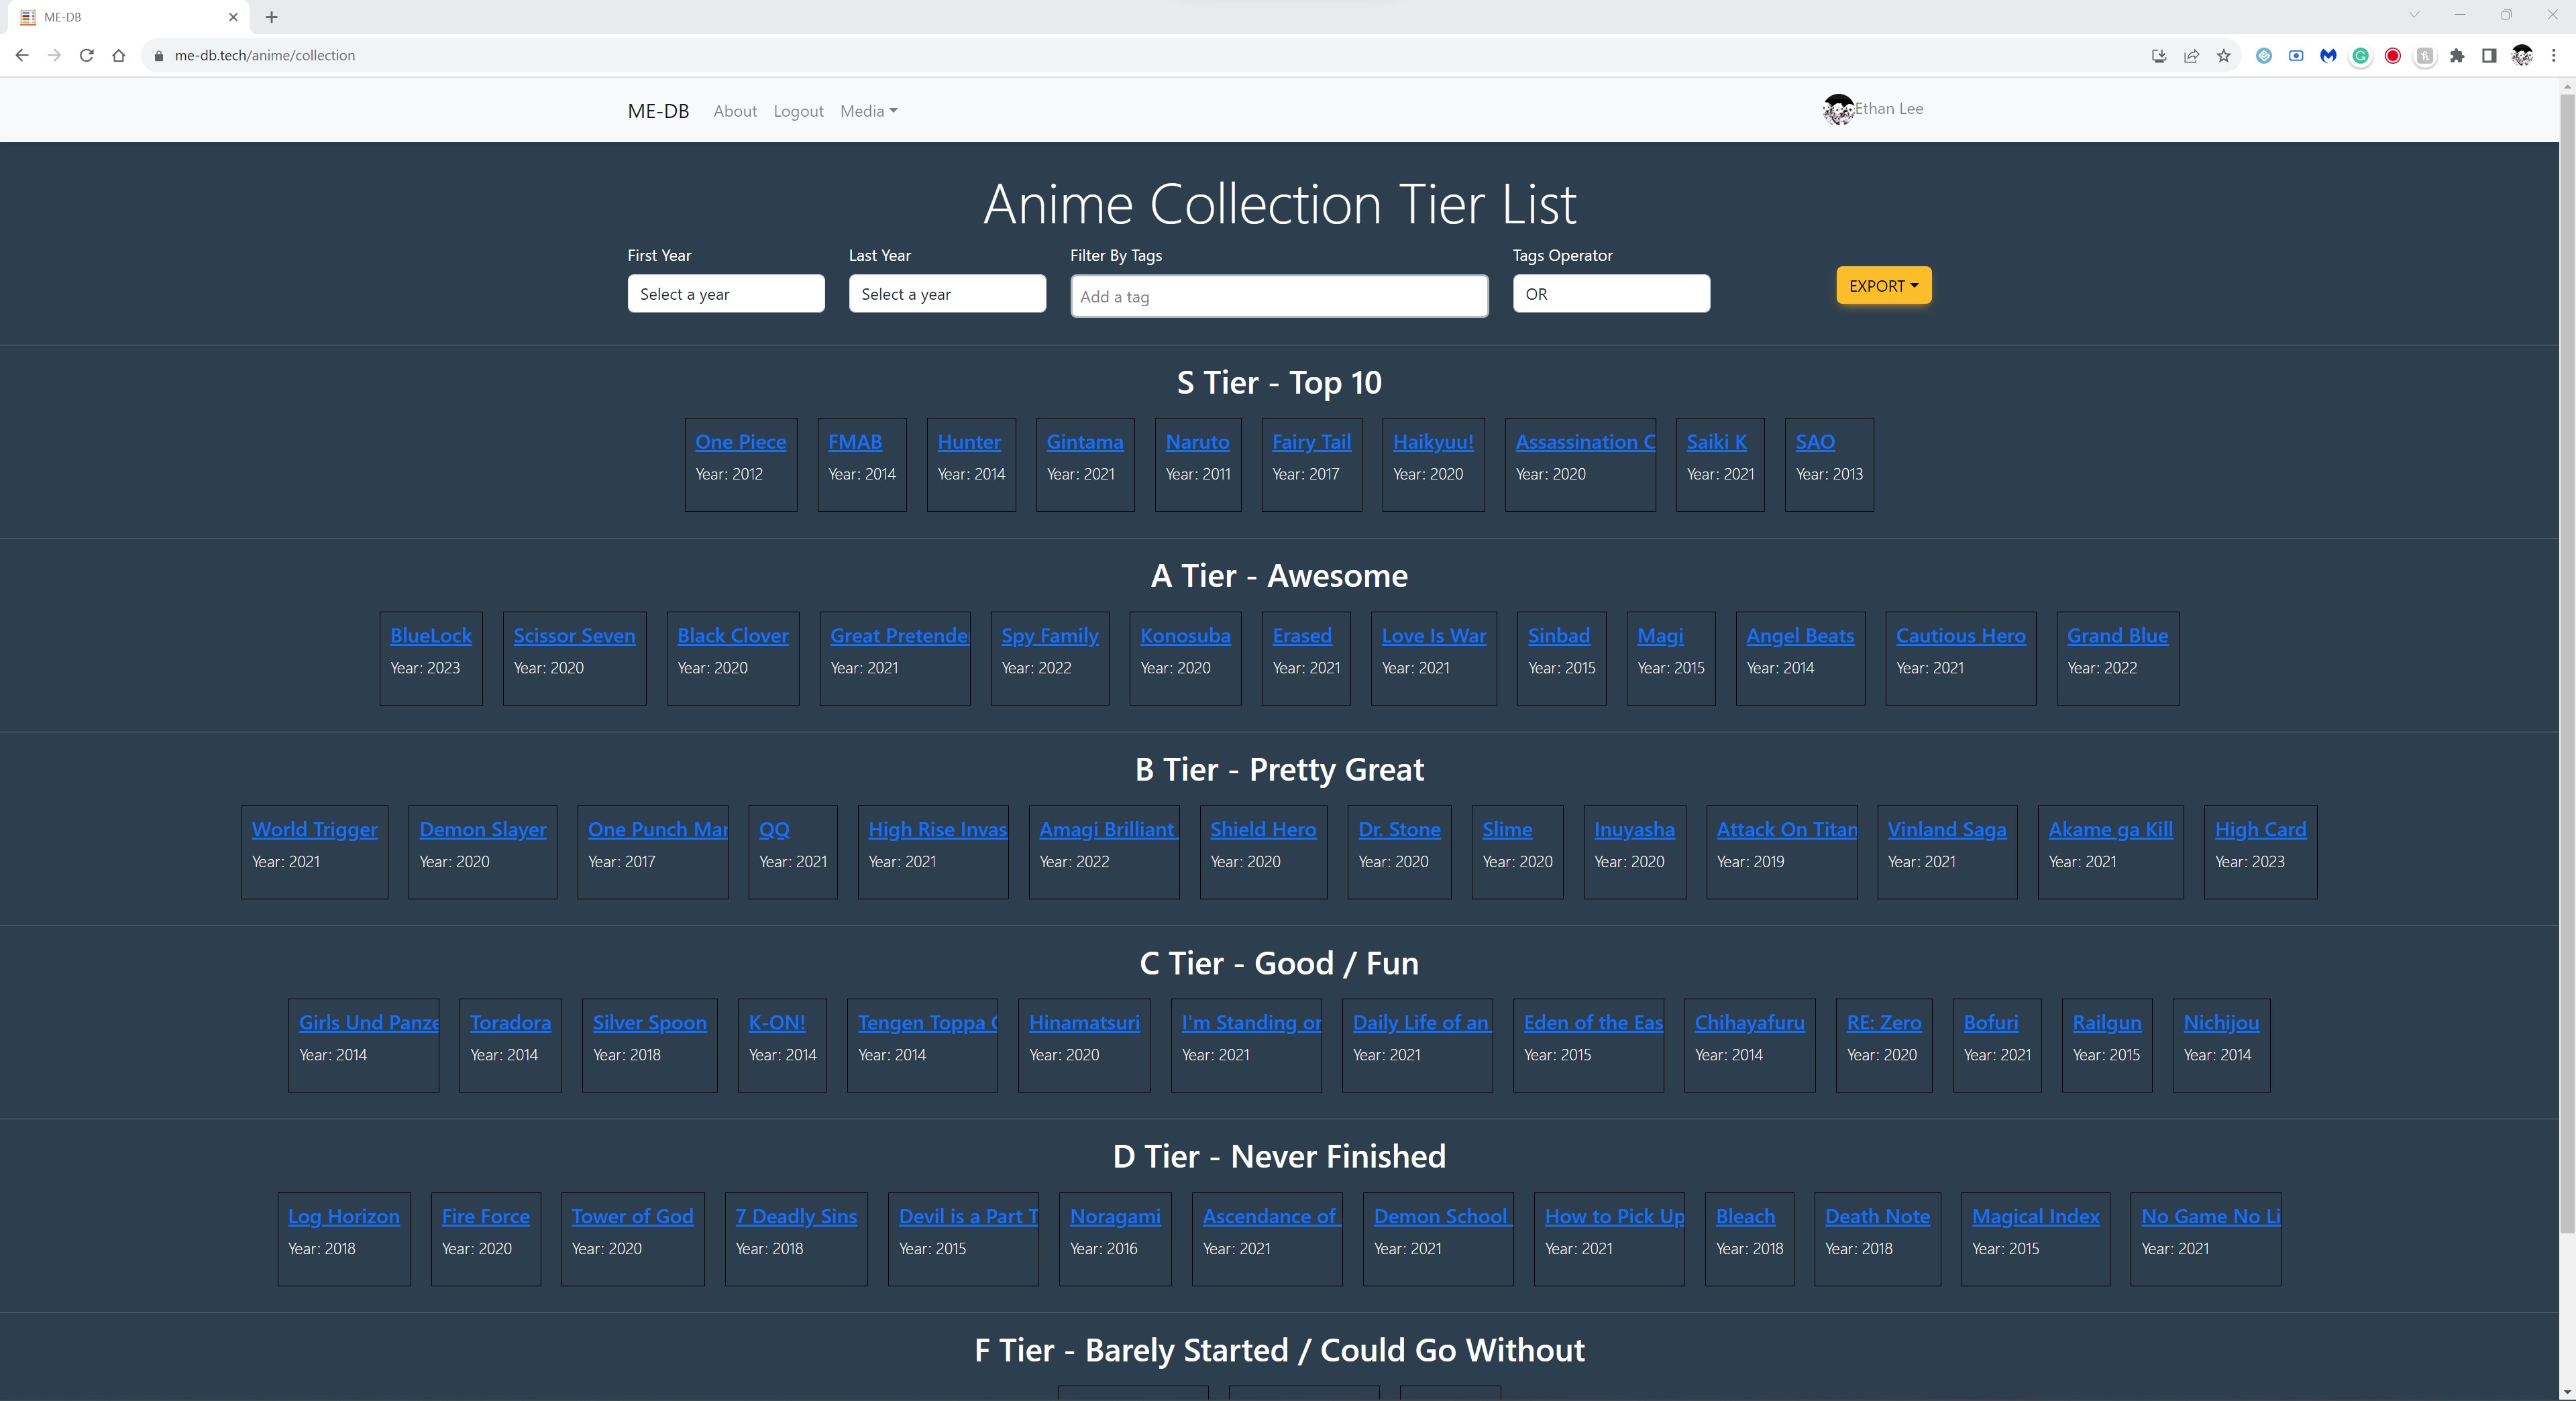 ME-DB
me-db.tech/anime/collection
ME-DB About Logout Media Ethan Lee
Anime Collection Tier List
First Year Last Year Filter By Tags Tags Operator
Select a year Select a year Add a tag OR EXPORT
S Tier - Top 10
One Piece FMAB Hunter Gintama Naruto Fairy Tail Haikyuu! Assassination C Saiki K SAO
Year: 2012 Year: 2014 Year: 2014 Year: 2021 Year: 2011 Year: 2017 Year: 2020 Year: 2020 Year: 2021 Year: 2013
A Tier - Awesome
BlueLock Scissor Seven Black Clover Great Pretender Spy Family Konosuba Erased Love Is War Sinbad Magi Angel Beats Cautious Hero Grand Blue
Year: 2023 Year: 2020 Year: 2020 Year: 2021 Year: 2022 Year: 2020 Year: 2021 Year: 2021 Year: 2015 Year: 2015 Year: 2014 Year: 2021 Year: 2022
B Tier - Pretty Great
World Trigger Demon Slayer One Punch Man QQ High Rise Invas Amagi Brilliant Shield Hero Dr. Stone Slime Inuyasha Attack On Titan Vinland Saga Akame ga Kill High Card
Year: 2021 Year: 2020 Year: 2017 Year: 2021 Year: 2021 Year: 2022 Year: 2020 Year: 2020 Year: 2020 Year: 2020 Year: 2019 Year: 2021 Year: 2021 Year: 2023
C Tier - Good / Fun
Girls Und Panze Toradora Silver Spoon K-ON! Tengen Toppa G Hinamatsuri I'm Standing on Daily Life of an Eden of the Eas Chihayafuru RE: Zero Bofuri Railgun Nichijou
Year: 2014 Year: 2014 Year: 2018 Year: 2014 Year: 2014 Year: 2020 Year: 2021 Year: 2021 Year: 2015 Year: 2014 Year: 2020 Year: 2021 Year: 2015 Year: 2014
D Tier - Never Finished
Log Horizon Fire Force Tower of God 7 Deadly Sins Devil is a Part T Noragami Ascendance of Demon School How to Pick Up Bleach Death Note Magical Index No Game No Li
Year: 2018 Year: 2020 Year: 2020 Year: 2018 Year: 2015 Year: 2016 Year: 2021 Year: 2021 Year: 2021 Year: 2018 Year: 2018 Year: 2015 Year: 2021
F Tier - Barely Started / Could Go Without